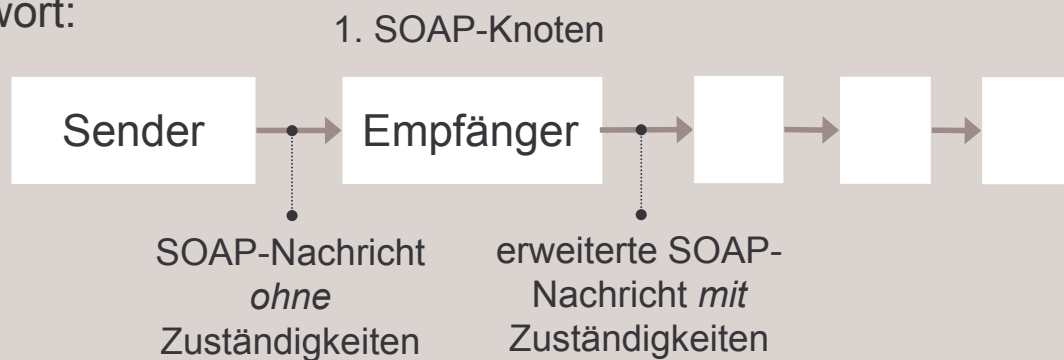 wort:
1. SOAP-Knoten
Sender
Empfänger
SOAP-Nachricht
ohne
Zuständigkeiten
erweiterte SOAP-
Nachricht mit
Zuständigkeiten